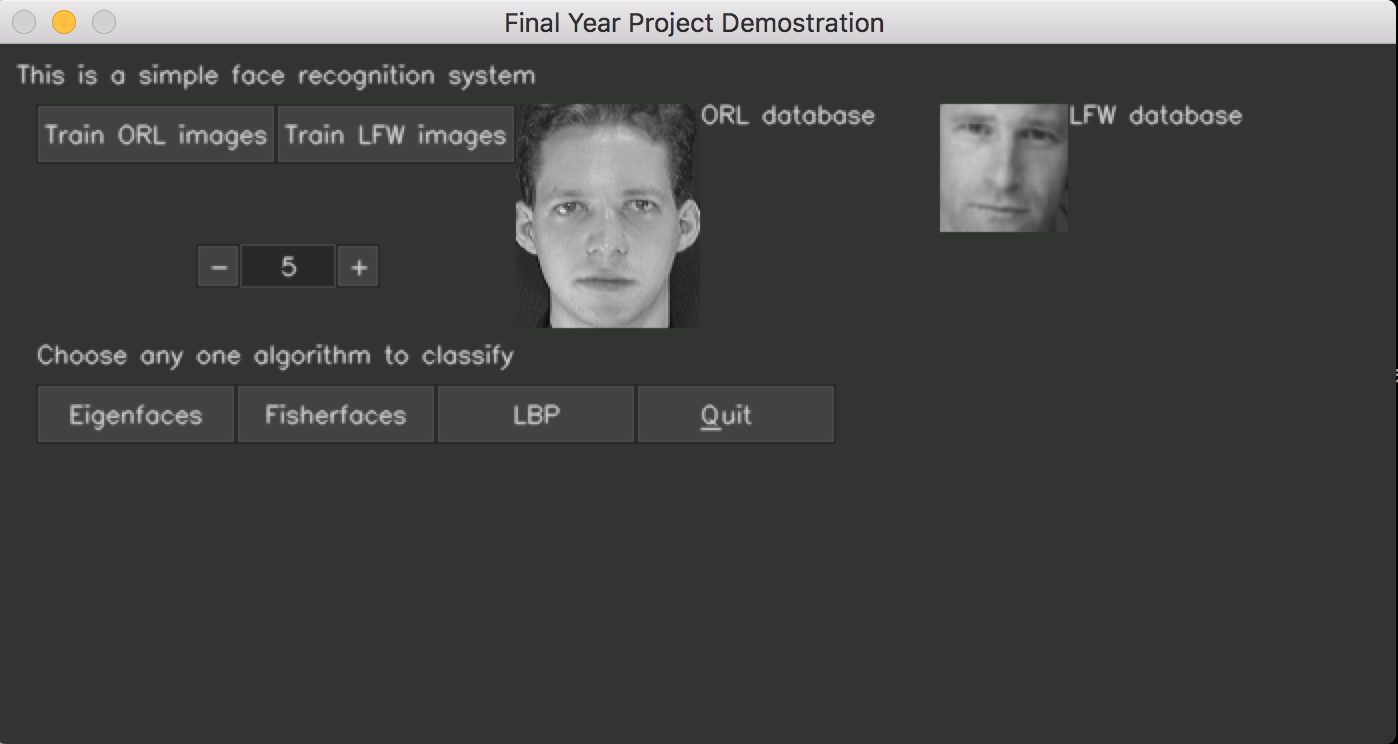 Final Year Project Demostration
This is a simple face recognition system
Train ORL images Train LFW images ORL database LFW database
- 5 +
Choose any one algorithm to classify
Eigenfaces Fisherfaces LBP Quit